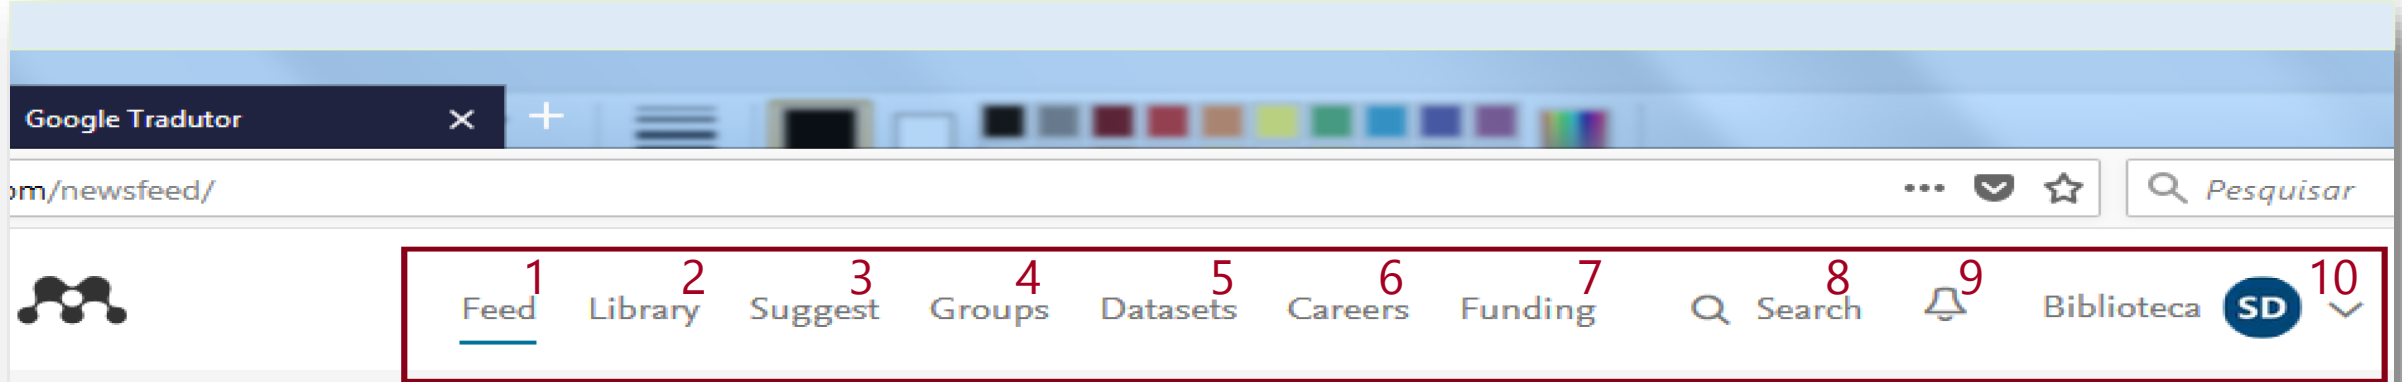 Google Tradutor
om/newsfeed/ Pesquisar
1 2 3 4 5 6 7 8 9 10
Feed Library Suggest Groups Datasets Careers Funding Search Biblioteca SD